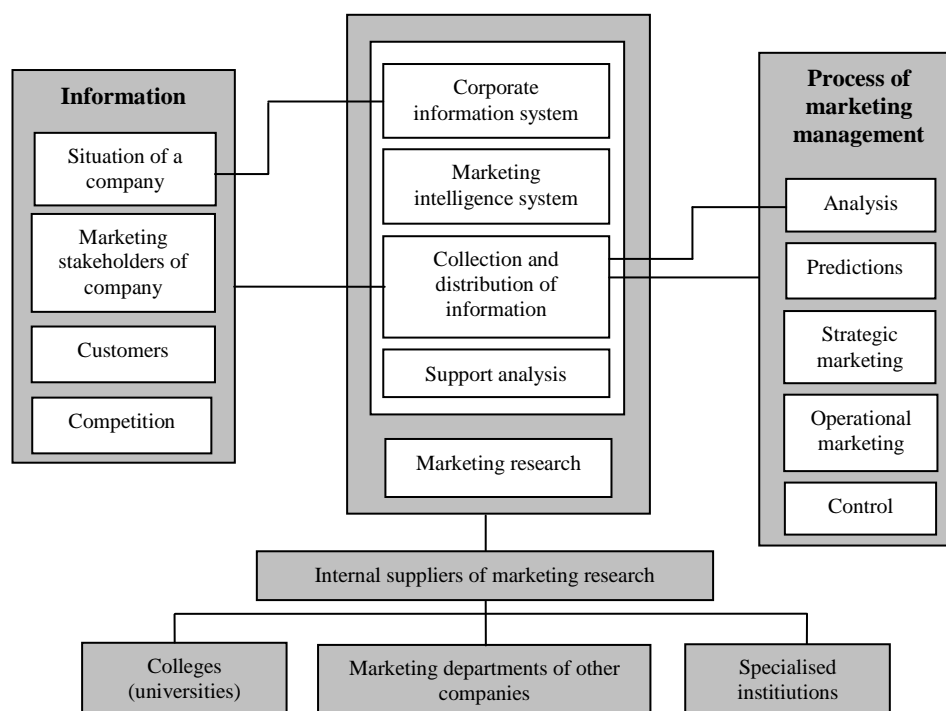 Information
Situation of a
company
Marketing
stakeholders of
company
Customers
Competition
Corporate
information system
Marketing
intelligence system
Collection and
distribution of
information
Support analysis
Marketing research
Process of
marketing
management
Analysis
Predictions
Strategic
marketing
Operational
marketing
Control
Internal suppliers of marketing research
Colleges
(universities)
Marketing departments of other
companies
Specialised
institiutions